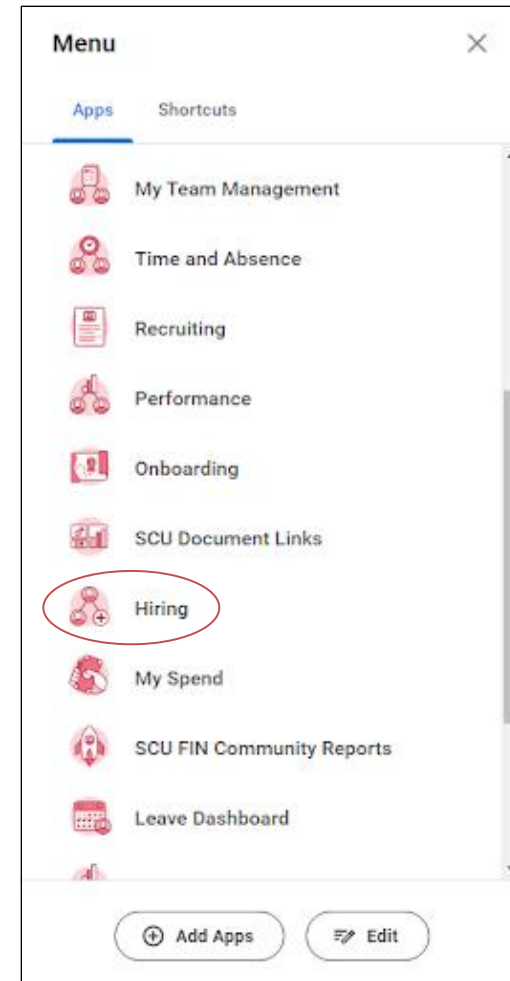 Menu
Apps Shortcuts
My Team Management
Time and Absence
Recruiting
Performance
Onboarding
SCU Document Links
Hiring
My Spend
SCU FIN Community Reports
Leave Dashboard
Add Apps Edit